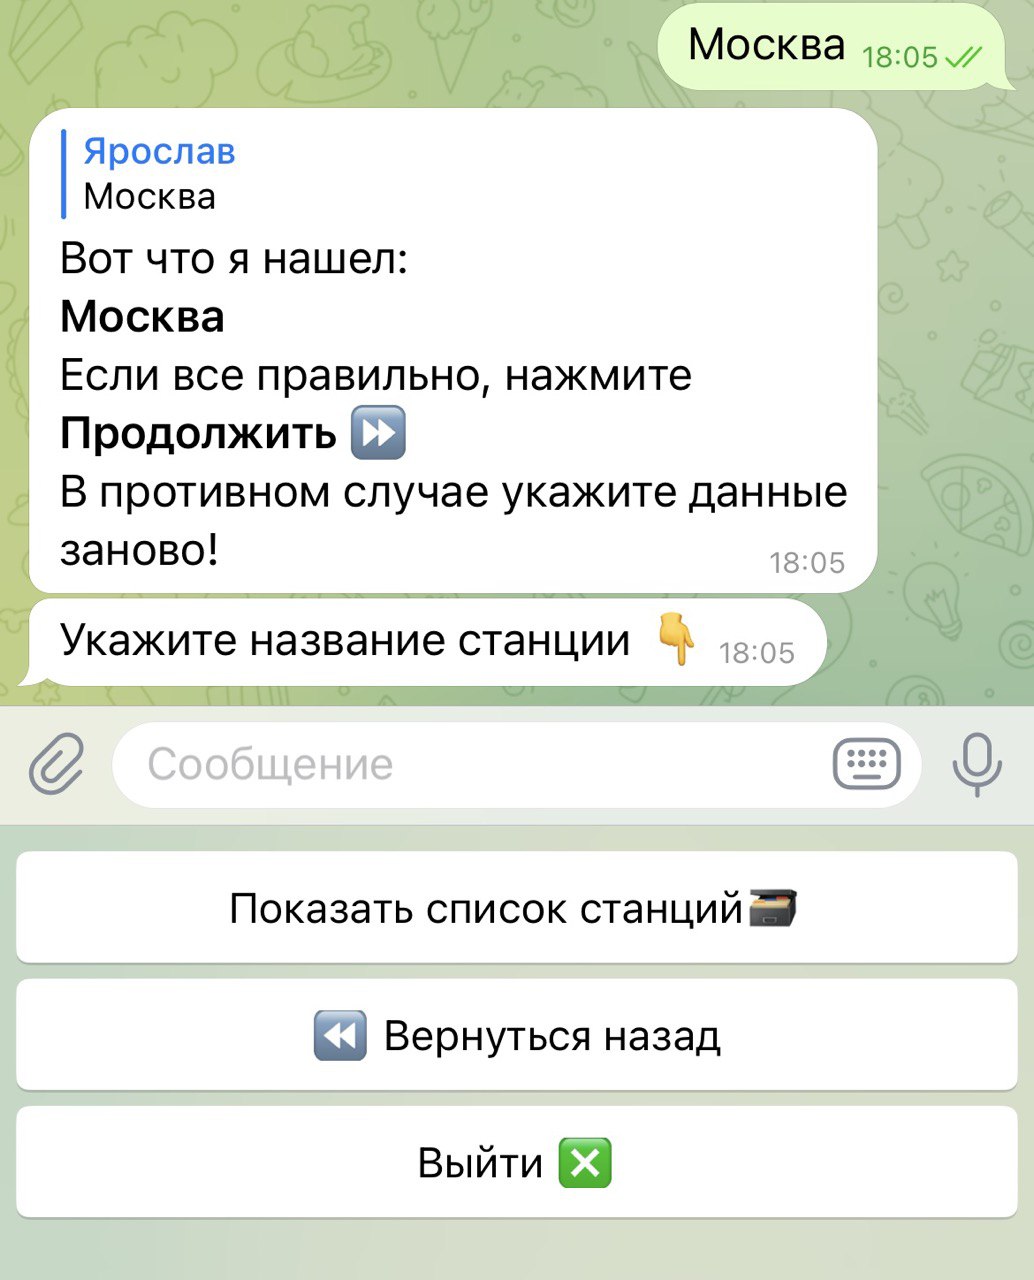 Москва 18:05
Ярослав
Москва
Вот что я нашел:
Москва
Если все правильно, нажмите
Продолжить ⏩
В противном случае укажите данные
заново! 18:05
Укажите название станции 👇 18:05
Сообщение
Показать список станций🗃
⏪ Вернуться назад
Выйти ❎